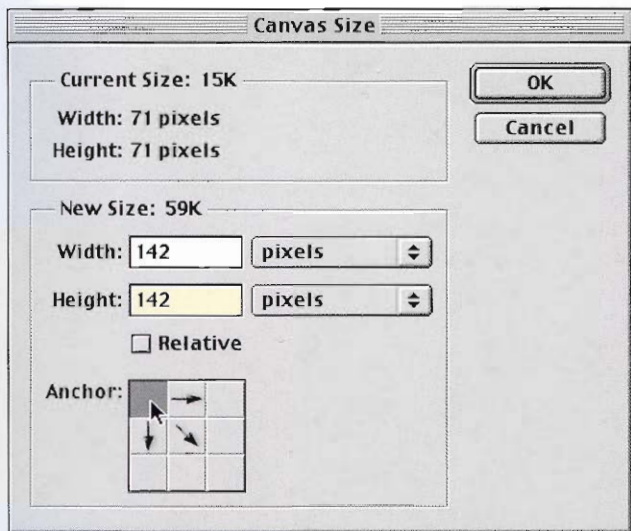 Canvas Size
Current Size: 15K
Width: 71 pixels
Height: 71 pixels
OK
Cancel
New Size: 59K
Width: 142 pixels
Height: 142 pixels
Relative
Anchor: